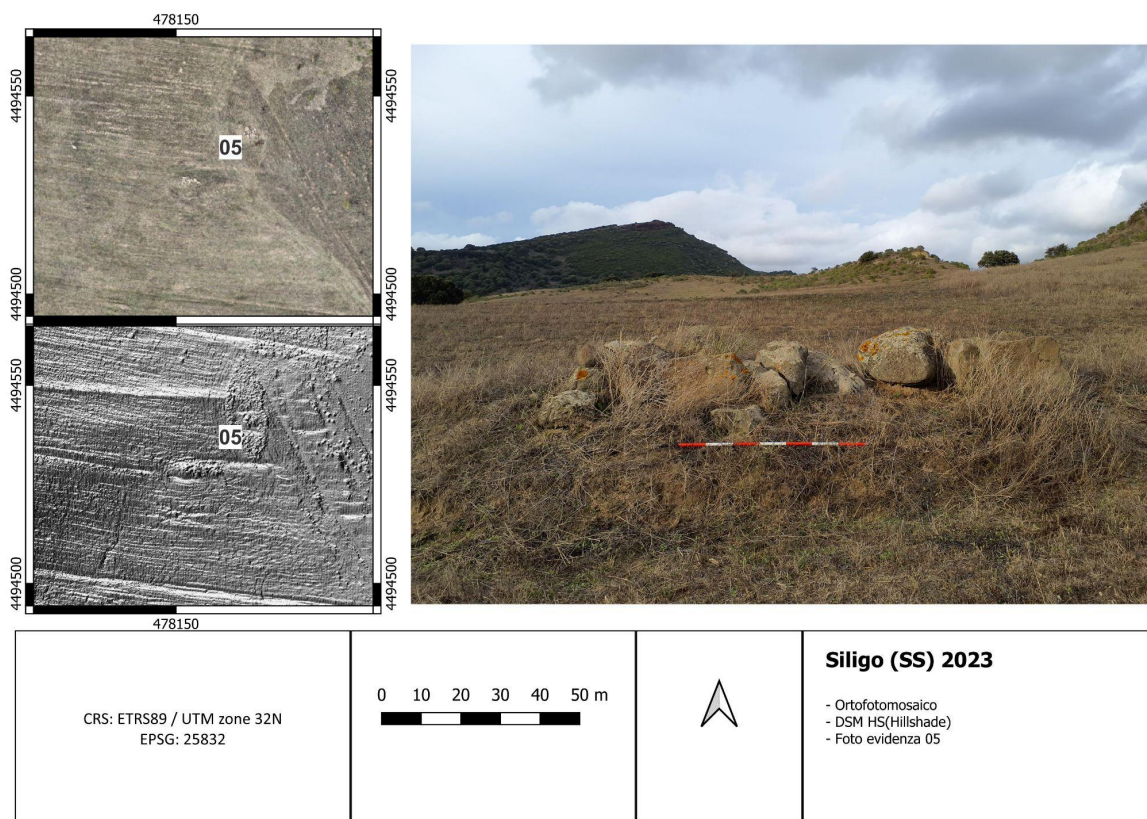 478150
4494550
4494550
05
4494500
4494500
4494550
4494550
05
4494500
4494500
478150
CRS: ETRS89 / UTM zone 32N
EPSG: 25832
0 10 20 30 40 50 m
Siligo (SS) 2023
- Ortofotomosaico
- DSM HS(Hillshade)
- Foto evidenza 05